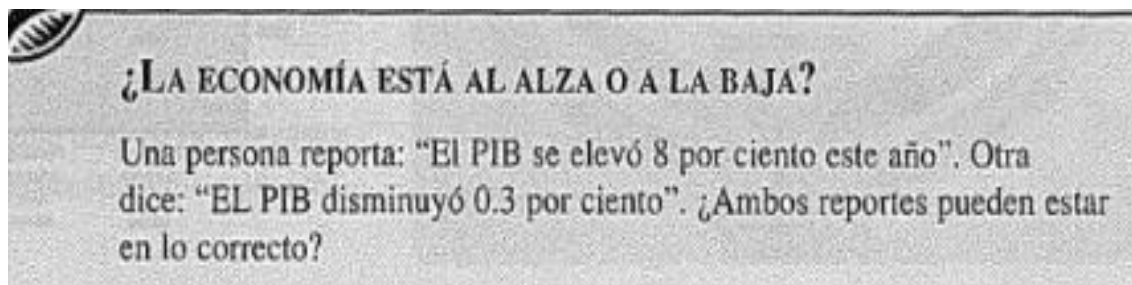 ¿LA ECONOMÍA ESTÁ AL ALZA O A LA BAJA?
Una persona reporta: “El PIB se elevó 8 por ciento este año”. Otra
dice: “EL PIB disminuyó 0.3 por ciento”. ¿Ambos reportes pueden estar
en lo correcto?